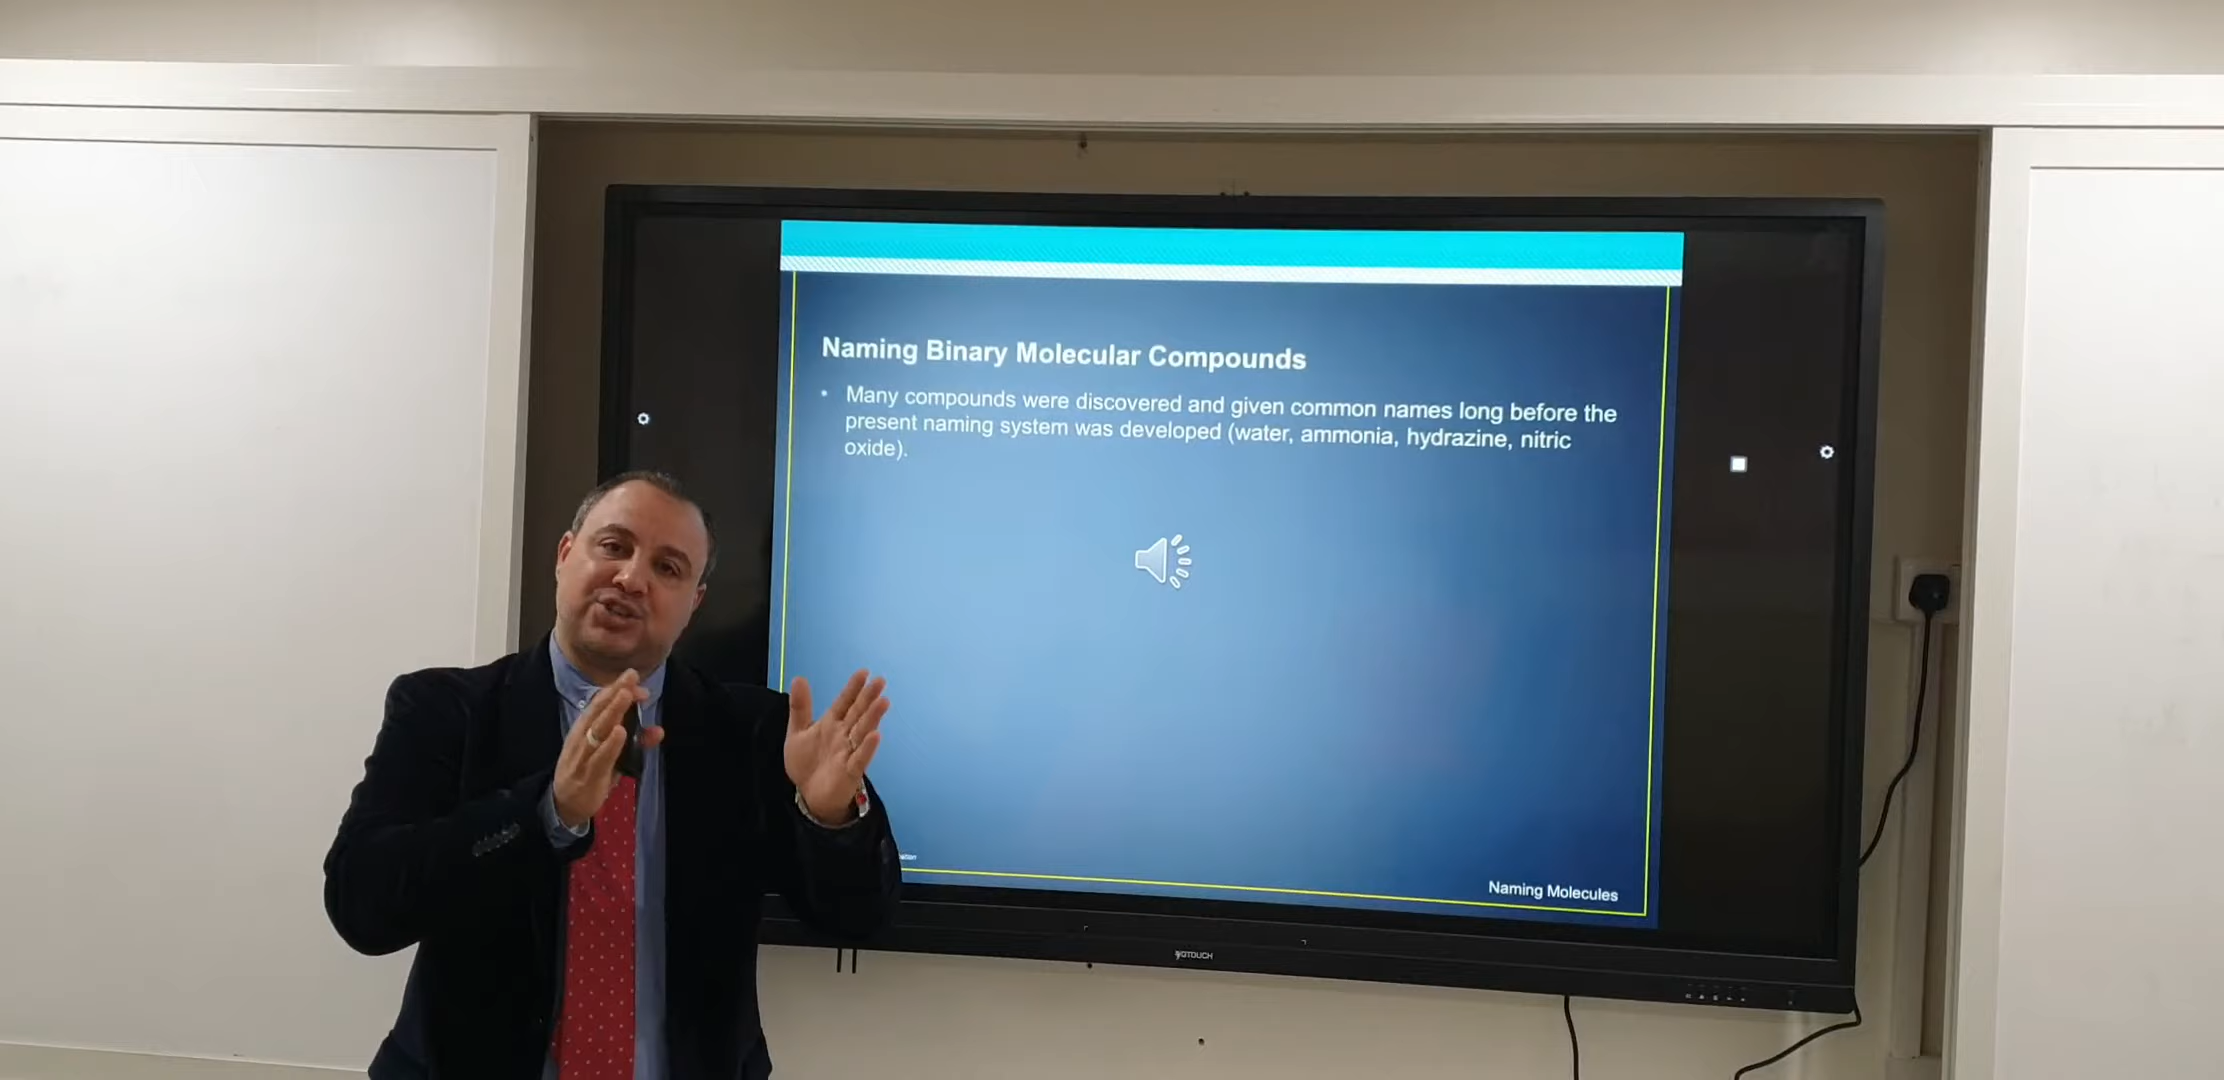 Naming Binary Molecular Compounds
• Many compounds were discovered and given common names long before the
present naming system was developed (water, ammonia, hydrazine, nitric
oxide).
Naming Molecules